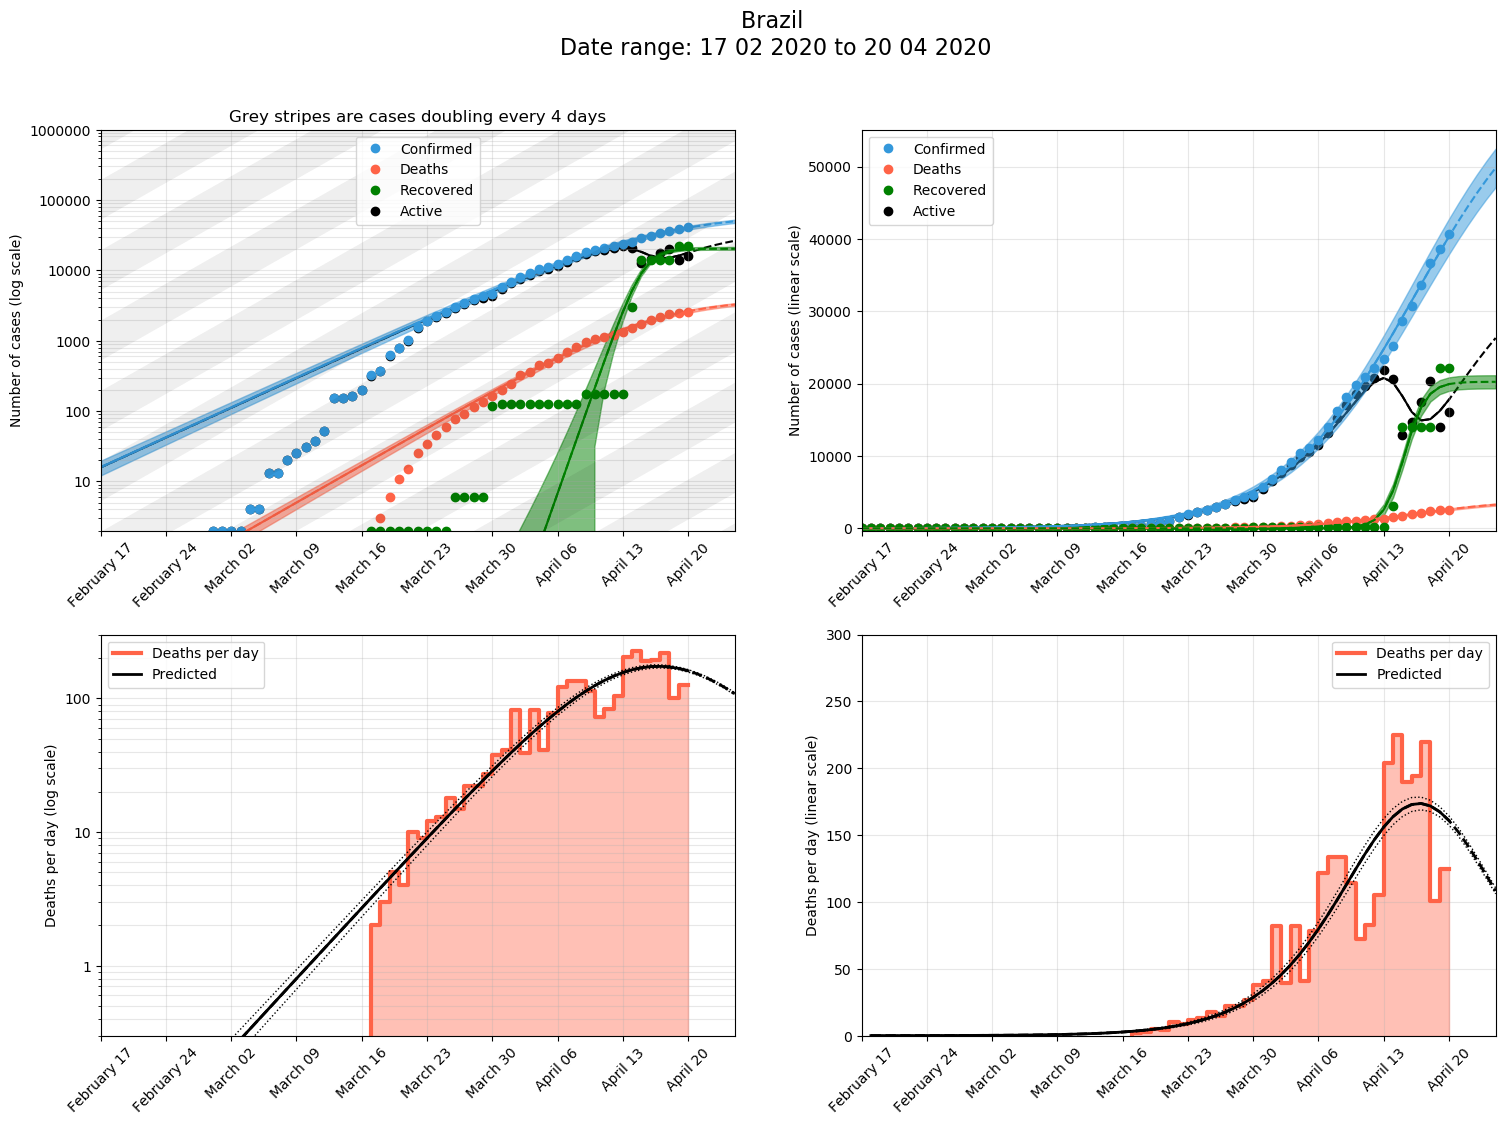 Brazil
Date range: 17 02 2020 to 20 04 2020
Grey stripes are cases doubling every 4 days
Number of cases (log scale)
1000000
100000
10000
1000
100
10
Confirmed
Deaths
Recovered
Active
February 17
February 24
March 02
March 09
March 16
March 23
March 30
April 06
April 13
April 20
Number of cases (linear scale)
50000
40000
30000
20000
10000
0
Confirmed
Deaths
Recovered
Active
February 17
February 24
March 02
March 09
March 16
March 23
March 30
April 06
April 13
April 20
Deaths per day (log scale)
100
10
1
Deaths per day
Predicted
February 17
February 24
March 02
March 09
March 16
March 23
March 30
April 06
April 13
April 20
Deaths per day (linear scale)
300
250
200
150
100
50
0
Deaths per day
Predicted
February 17
February 24
March 02
March 09
March 16
March 23
March 30
April 06
April 13
April 20